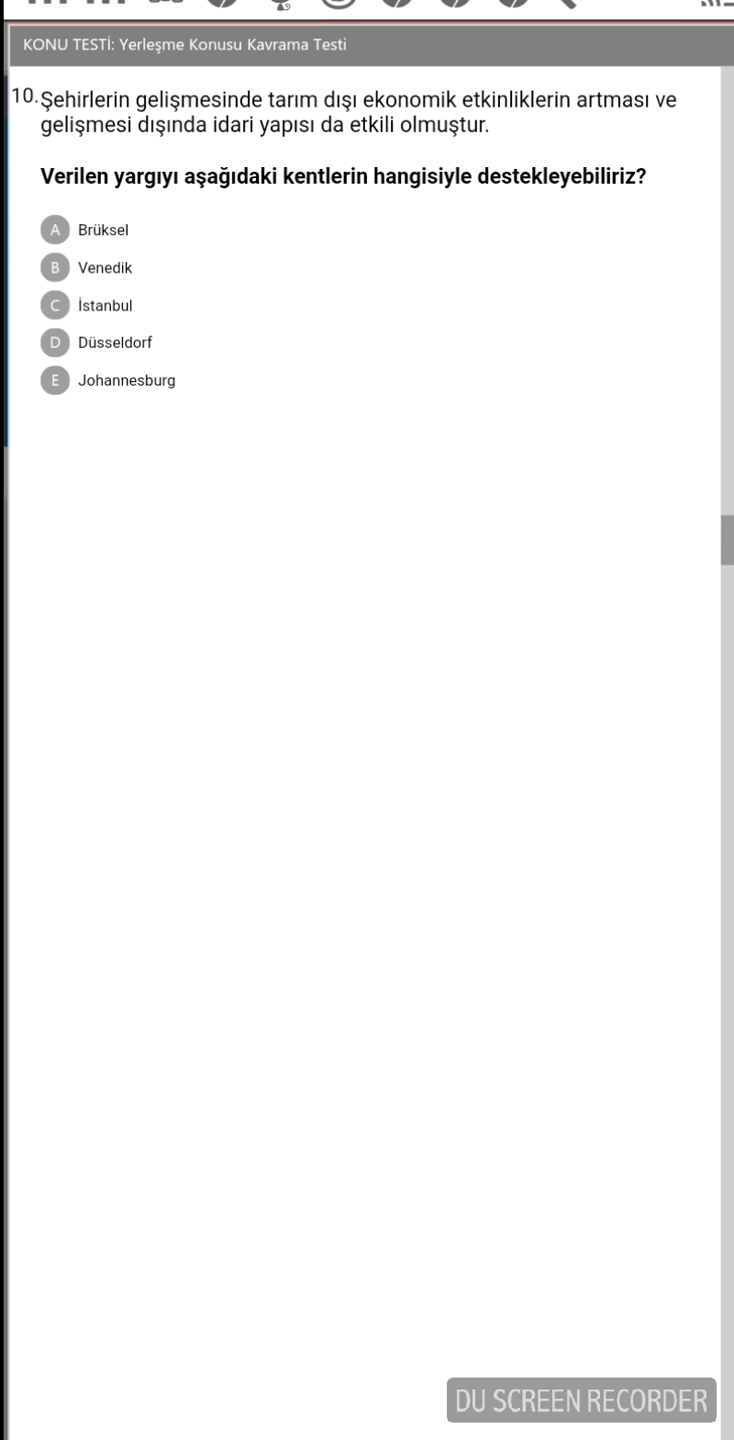 KONU TESTİ: Yerleşme Konusu Kavrama Testi
10. Şehirlerin gelişmesinde tarım dışı ekonomik etkinliklerin artması ve
gelişmesi dışında idari yapısı da etkili olmuştur.
Verilen yargıyı aşağıdaki kentlerin hangisiyle destekleyebiliriz?
A Brüksel
B Venedik
C İstanbul
D Düsseldorf
E Johannesburg
DU SCREEN RECORDER